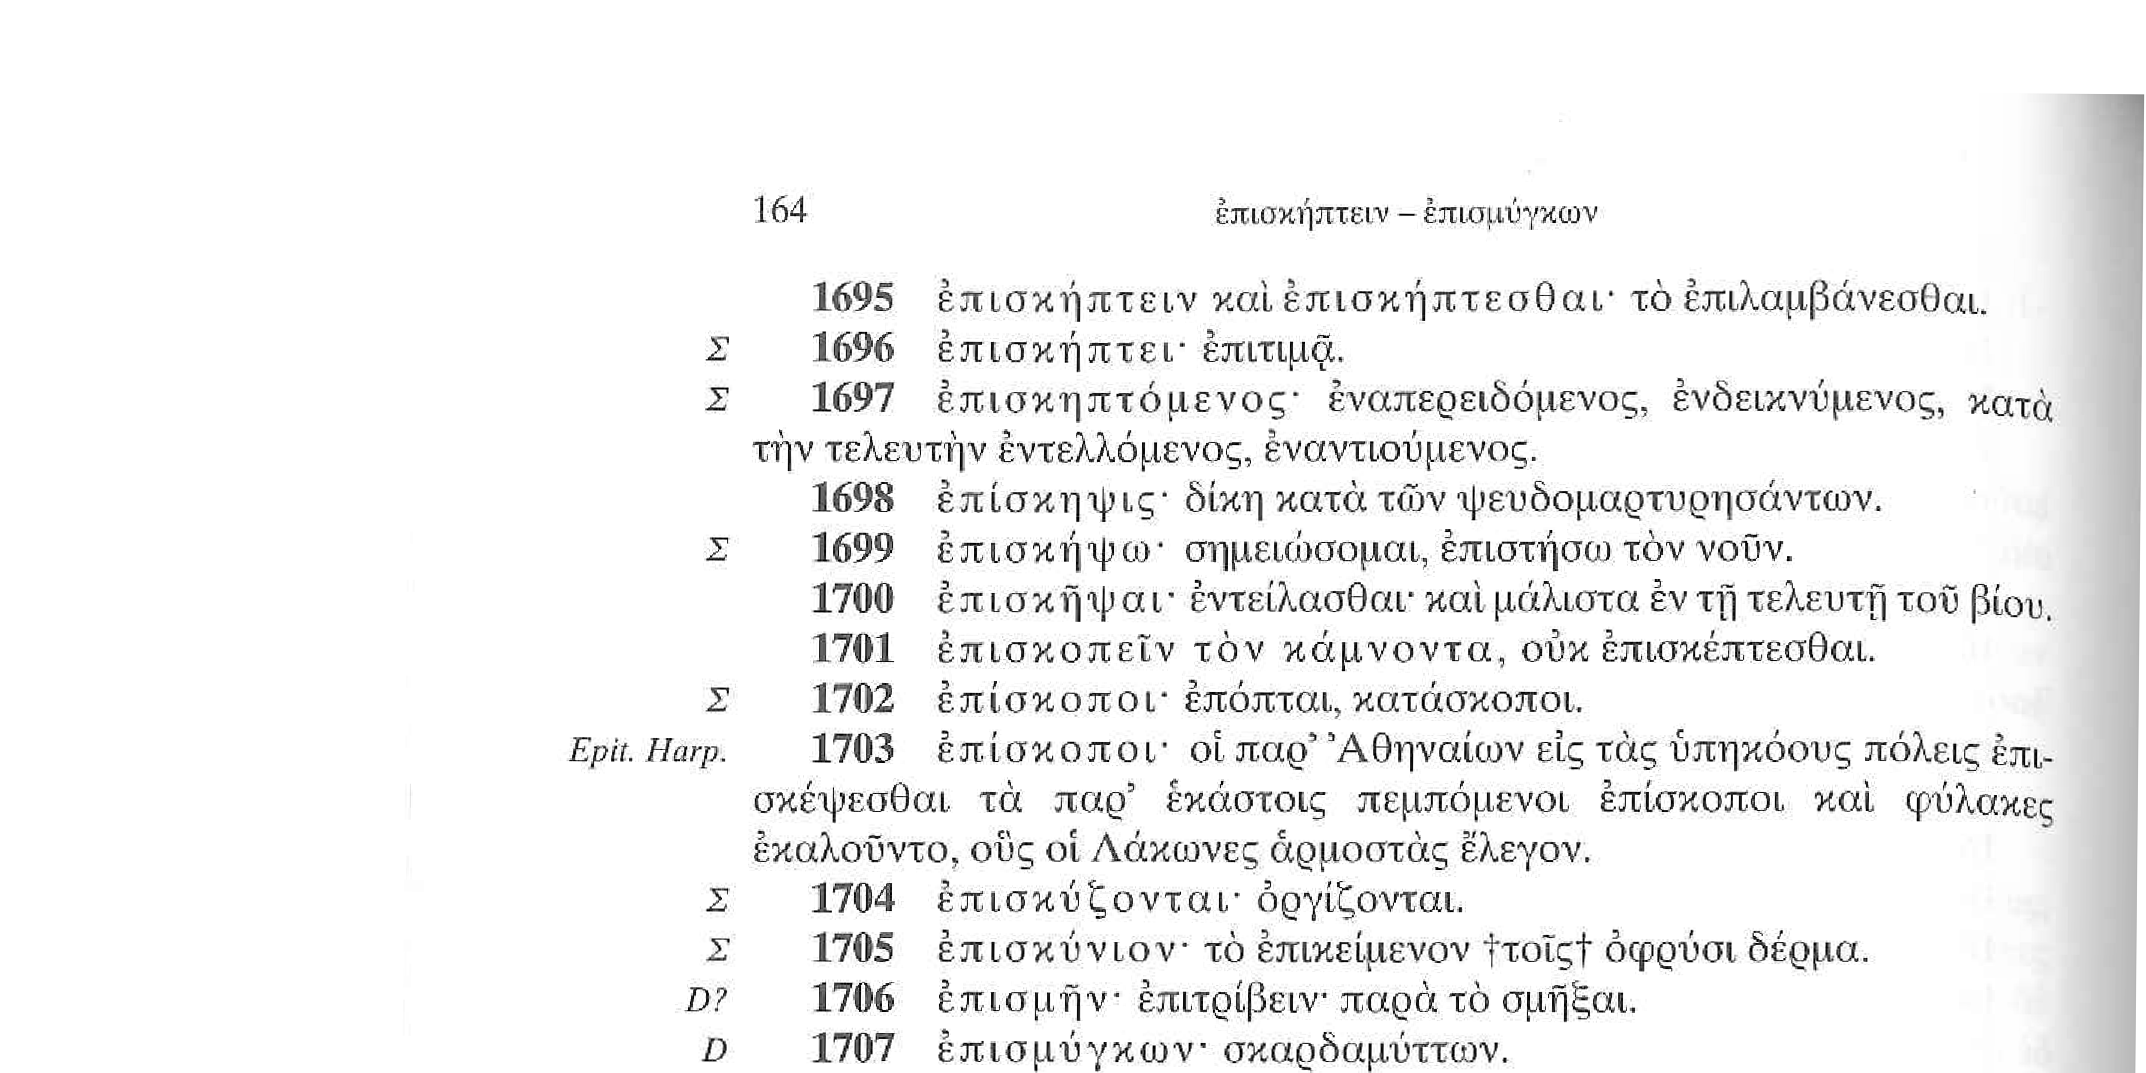 164 ἐπισκήπτειν – ἐπισμύγκων
1695 ἐπισκήπτειν καὶ ἐπισκήπτεσθαι· τὸ ἐπιλαμβάνεσθαι.
Σ 1696 ἐπισκήπτει· ἐπιτιμᾷ.
Σ 1697 ἐπισκηπτόμενος· ἐναπερειδόμενος, ἐνδεικνύμενος, κατὰ
τὴν τελευτὴν ἐντελλόμενος, ἐναντιούμενος.
1698 ἐπίσκηψις· δίκη κατὰ τῶν ψευδομαρτυρησάντων.
Σ 1699 ἐπισκήψω· σημειώσομαι, ἐπιστήσω τὸν νοῦν.
1700 ἐπισκῆψαι· ἐντείλασθαι· καὶ μάλιστα ἐν τῇ τελευτῇ τοῦ βίου.
1701 ἐπισκοπεῖν τὸν κάμνοντα, οὐκ ἐπισκέπτεσθαι.
Σ 1702 ἐπίσκοποι· ἐπόπται, κατάσκοποι.
Epit. Harp. 1703 ἐπίσκοποι· οἱ παρ’ Ἀθηναίων εἰς τὰς ὑπηκόους πόλεις ἐπι-
σκέψεσθαι τὰ παρ’ ἑκάστοις πεμπόμενοι ἐπίσκοποι καὶ φύλακες
ἐκαλοῦντο, οὓς οἱ Λάκωνες ἁρμοστὰς ἔλεγον.
Σ 1704 ἐπισκύζονται· ὀργίζονται.
Σ 1705 ἐπισκύνιον· τὸ ἐπικείμενον †τοῖς† ὀφρύσι δέρμα.
D? 1706 ἐπισμῆν· ἐπιτρίβειν· παρὰ τὸ σμῆξαι.
D 1707 ἐπισμύγκων· σκαρδαμύττων.